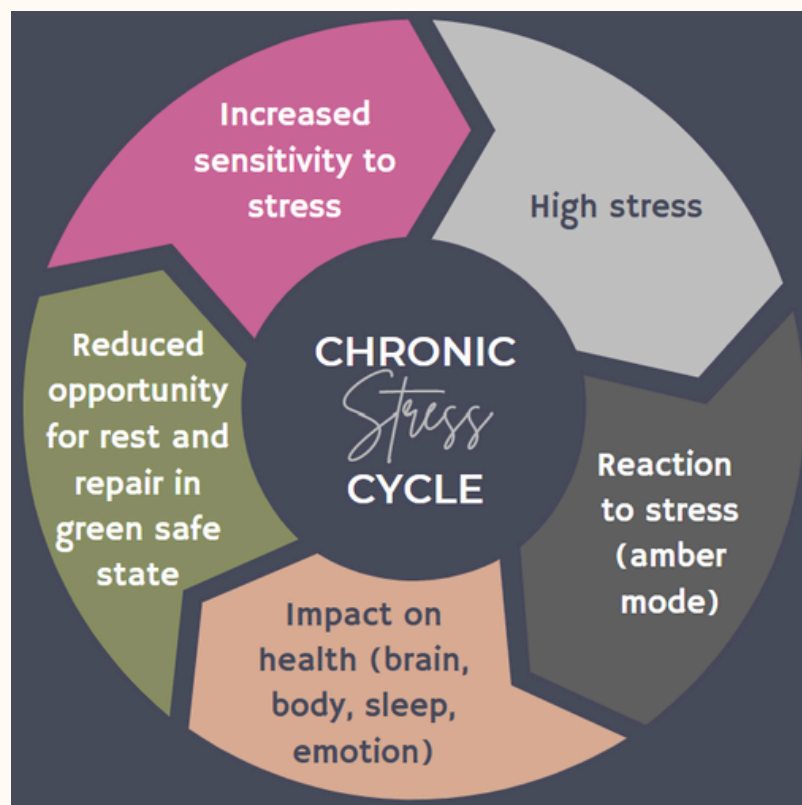 CHRONIC
Stress
CYCLE
High stress
Reaction
to stress
(amber
mode)
Impact on
health (brain,
body, sleep,
emotion)
Reduced
opportunity
for rest and
repair in
green safe
state
Increased
sensitivity to
stress